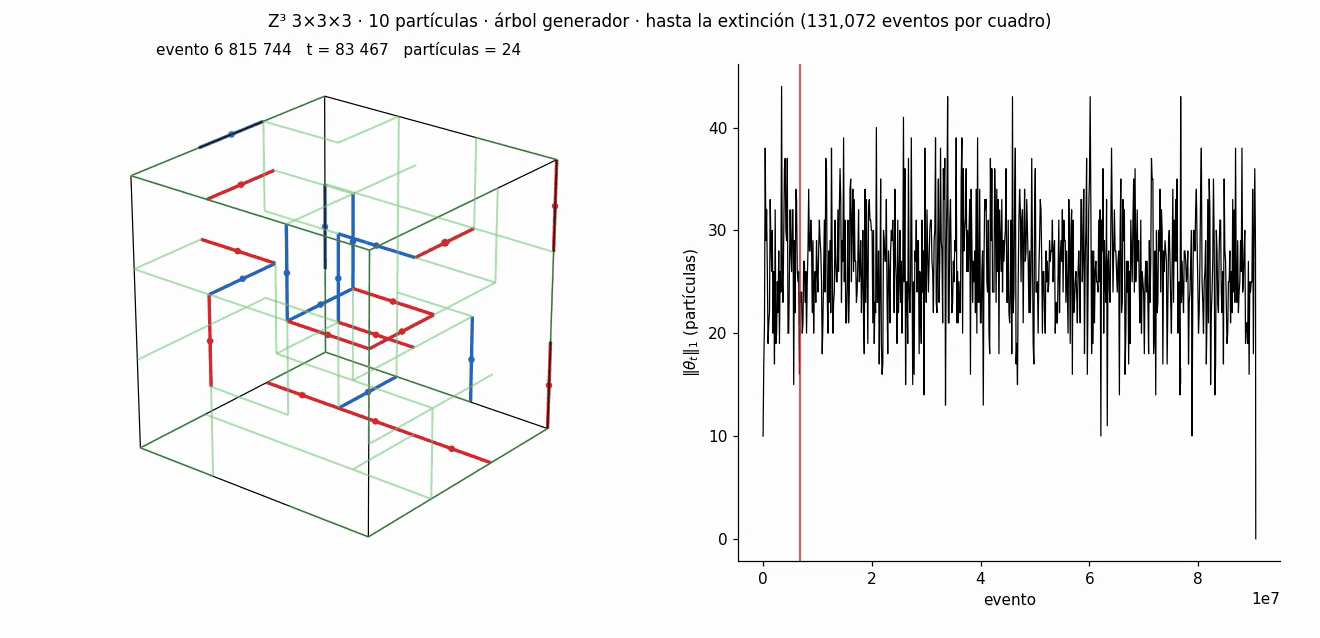 Z³ 3×3×3 · 10 partículas · árbol generador · hasta la extinción (131,072 eventos por cuadro)
evento 6 815 744   t = 83 467   partículas = 24
‖θₜ‖₁ (partículas)
40
30
20
10
0
0 2 4 6 8
evento
1e7